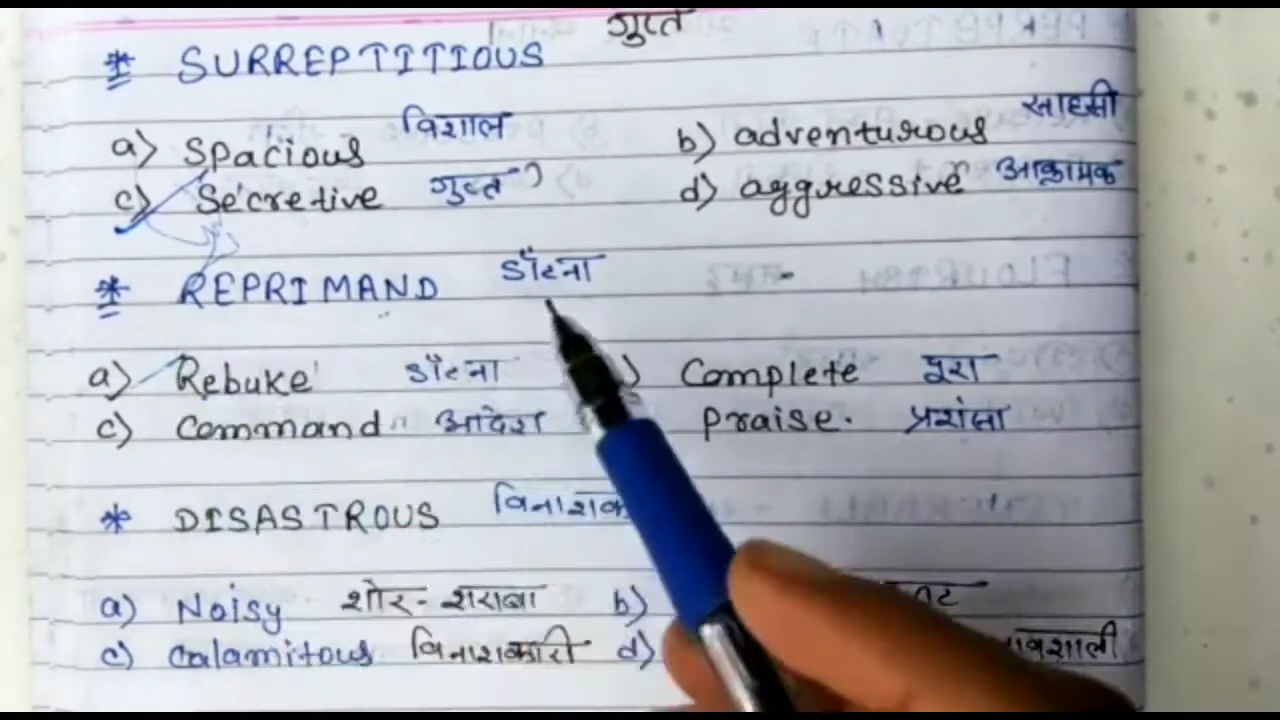 गुप्त
* SURREPTITIOUS
a) Spacious विशाल b) adventurous साहसी
c) Secretive गुप्त d) aggressive आक्रामक
* REPRIMAND डाँटना
a) Rebuke डाँटना ) Complete पूरा
c) Command आदेश Praise. प्रशंसा
* DISASTROUS
a) Noisy शोर-शराबा b)
c) Calamitous विनाशकारी d)